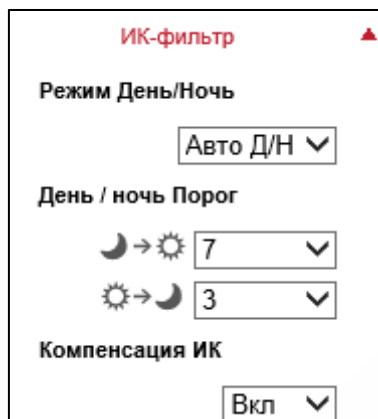 ИК-фильтр
Режим День/Ночь
Авто Д/Н
День / ночь Порог
7
3
Компенсация ИК
Вкл